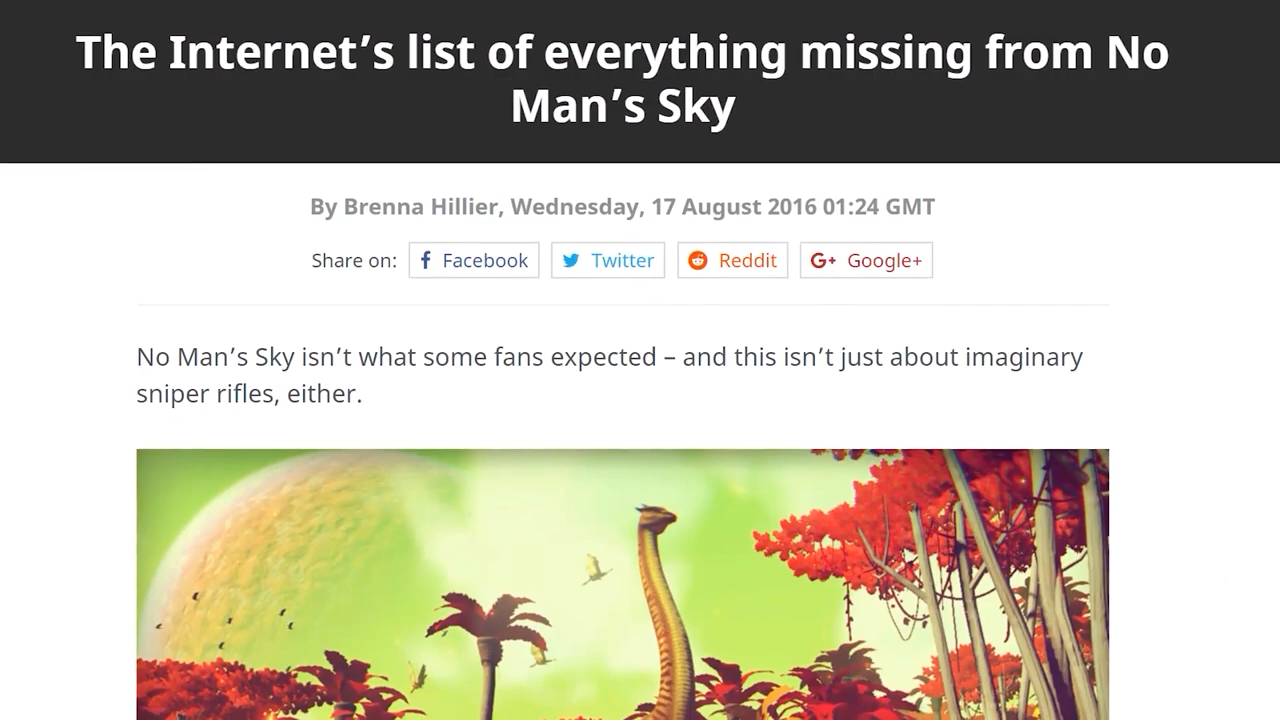 The Internet’s list of everything missing from No
Man’s Sky
By Brenna Hillier, Wednesday, 17 August 2016 01:24 GMT
Share on: Facebook Twitter Reddit G+ Google+
No Man’s Sky isn’t what some fans expected – and this isn’t just about imaginary
sniper rifles, either.